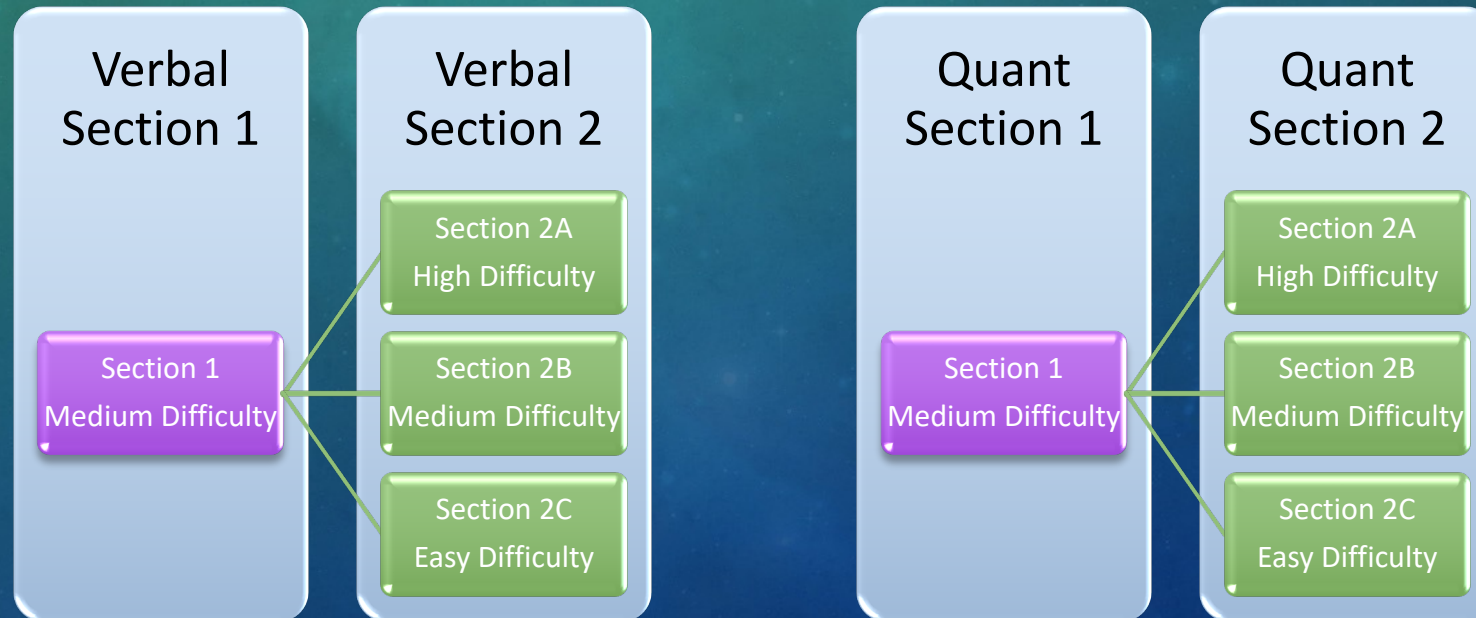 Verbal
Section 1
Section 1
Medium Difficulty
Verbal
Section 2
Section 2A
High Difficulty
Section 2B
Medium Difficulty
Section 2C
Easy Difficulty
Quant
Section 1
Section 1
Medium Difficulty
Quant
Section 2
Section 2A
High Difficulty
Section 2B
Medium Difficulty
Section 2C
Easy Difficulty